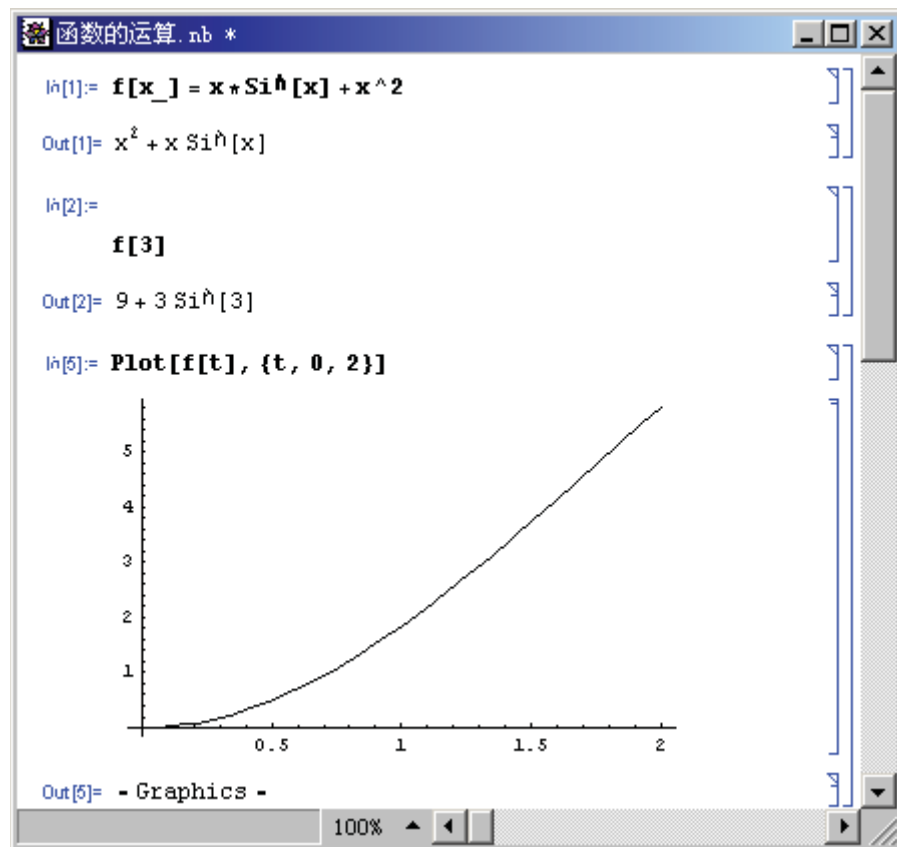 函数的运算.nb *
In[1]:= f[x_] = x*Sin[x] + x^2
Out[1]= x² + x Sin[x]
In[2]:=
f[3]
Out[2]= 9 + 3 Sin[3]
In[5]:= Plot[f[t], {t, 0, 2}]
5
4
3
2
1
0.5 1 1.5 2
Out[5]= - Graphics -
100%